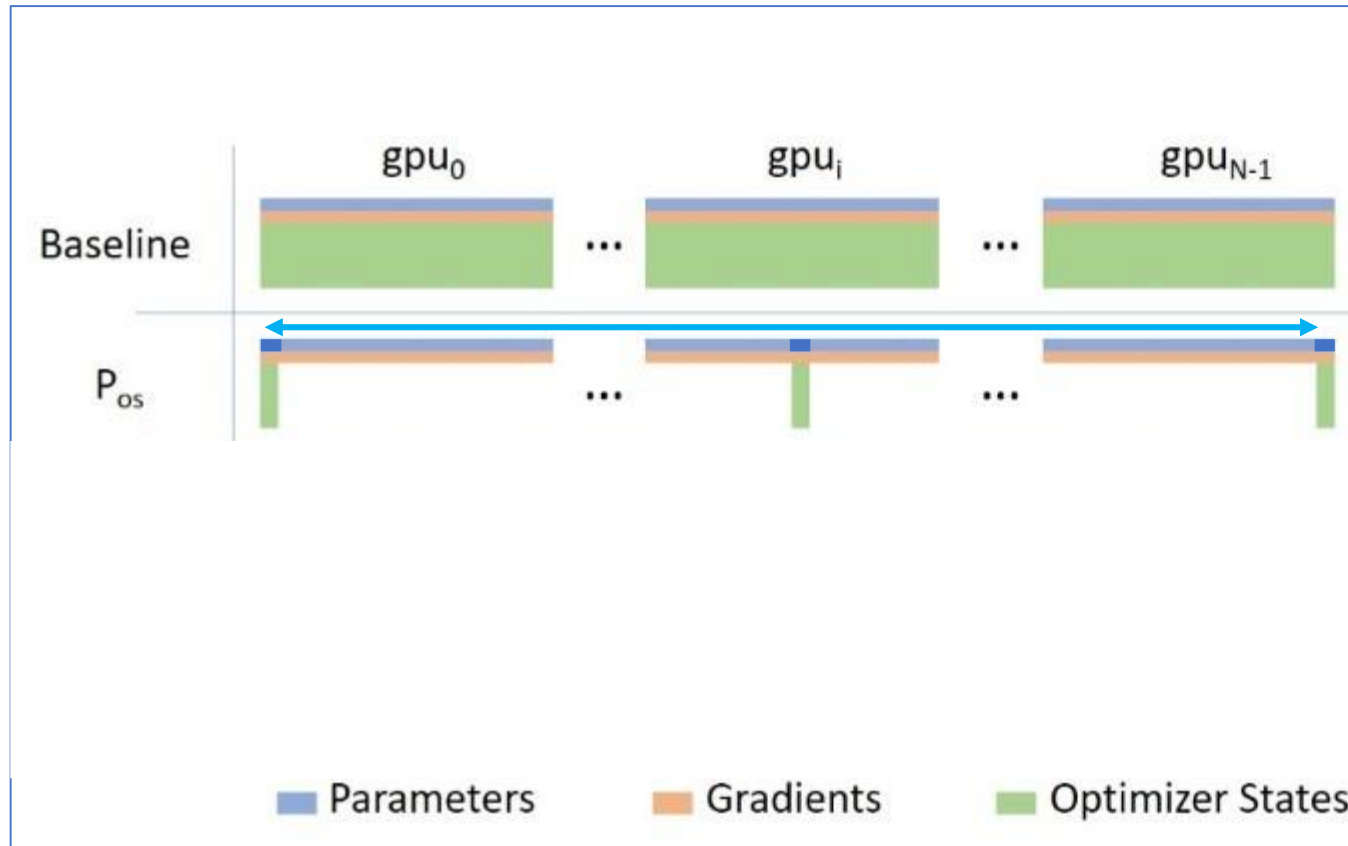 gpu0 gpui gpuN-1
Baseline ... ...
Pos ... ...
Parameters Gradients Optimizer States